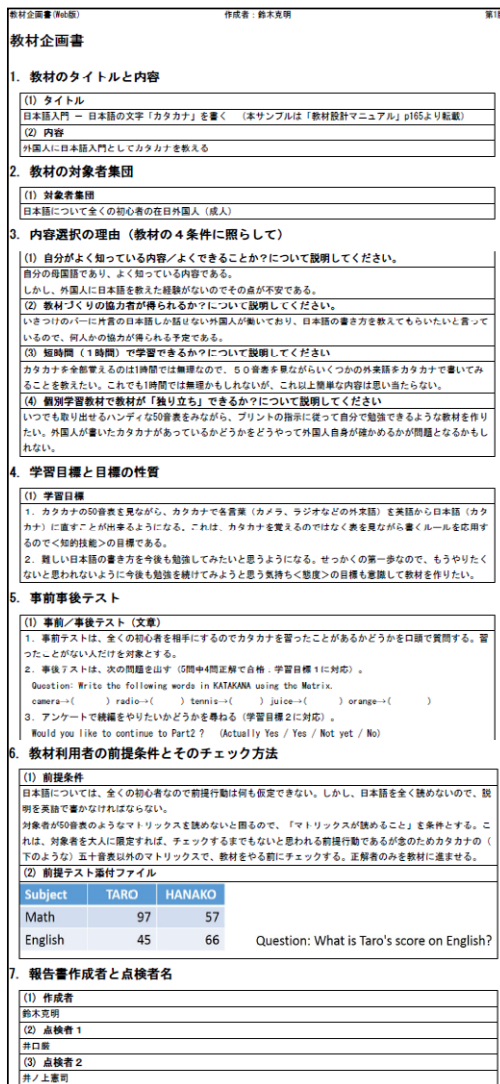 教材企画書(Web版) 作成者：鈴木克明 第1
教材企画書
1. 教材のタイトルと内容
(1) タイトル
日本語入門 － 日本語の文字「カタカナ」を書く （本サンプルは「教材設計マニュアル」p165より転載）
(2) 内容
外国人に日本語入門としてカタカナを教える
2. 教材の対象者集団
(1) 対象者集団
日本語について全くの初心者の在日外国人（成人）
3. 内容選択の理由（教材の４条件に照らして）
(1) 自分がよく知っている内容／よくできることか？について説明してください。
自分の母国語であり、よく知っている内容である。
しかし、外国人に日本語を教えた経験がないのでその点が不安である。
(2) 教材づくりの協力者が得られるか？について説明してください。
いきつけのバーに片言の日本語しか話せない外国人が働いており、日本語の書き方を教えてもらいたいと言って
いるので、何人かの協力が得られる予定である。
(3) 短時間（１時間）で学習できるか？について説明してください
カタカナを全部教えるのは1時間では無理なので、５０音表を見ながらいくつかの外来語をカタカナで書いてみ
ることを教えたい。これでも1時間では無理かもしれないが、これ以上簡単な内容は思い当たらない。
(4) 個別学習教材で教材が「独り立ち」できるか？について説明してください
いつでも取り出せるハンディな50音表をみながら、プリントの指示に従って自分で勉強できるような教材を作り
たい。外国人が書いたカタカナがあっているかどうかをどうやって外国人自身が確かめるかが問題となるかもし
れない。
4. 学習目標と目標の性質
(1) 学習目標
１．カタカナの50音表を見ながら、カタカナで各言葉（カメラ、ラジオなどの外来語）を英語から日本語（カタ
カナ）に直すことが出来るようになる。これは、カタカナを覚えるのではなく表を見ながら書くルールを応用す
るので＜知的技能＞の目標である。
２．難しい日本語の書き方を今後も勉強してみたいと思うようになる。せっかくの第一歩なので、もうやりたく
ないと思われないように今後も勉強を続けてみようと思う気持ち＜態度＞の目標も意識して教材を作りたい。
5. 事前事後テスト
(1) 事前／事後テスト（文章）
１．事前テストは、全くの初心者を相手にするのでカタカナを習ったことがあるかどうかを口頭で質問する。習
ったことがない人だけを対象とする。
２．事後テストは、次の問題を出す（5問中4問正解で合格．学習目標１に対応）。
Question: Write the following words in KATAKANA using the Matrix.
camera→( ) radio→( ) tennis→( ) juice→( ) orange→( )
３．アンケートで続編をやりたいかどうかを尋ねる（学習目標２に対応）。
Would you like to continue to Part2 ? (Actually Yes / Yes / Not yet / No)
6. 教材利用者の前提条件とそのチェック方法
(1) 前提条件
日本語については、全くの初心者なので前提行動は何も仮定できない。しかし、日本語を全く読めないので、説
明を英語で書かなければならない。
対象者が50音表のようなマトリックスを読めないと困るので、「マトリックスが読めること」を条件とする。こ
れは、対象者を大人に限定すれば、チェックするまでもないと思われる前提行動であるが念のためカタカナの（
下のような）五十音表以外のマトリックスで、教材をやる前にチェックする。正解者のみを教材に進ませる。
(2) 前提テスト添付ファイル
Subject TARO HANAKO
Math 97 57
English 45 66 Question: What is Taro's score on English?
7. 報告書作成者と点検者名
(1) 作成者
鈴木克明
(2) 点検者１
井口厳
(3) 点検者２
井ノ上憲司